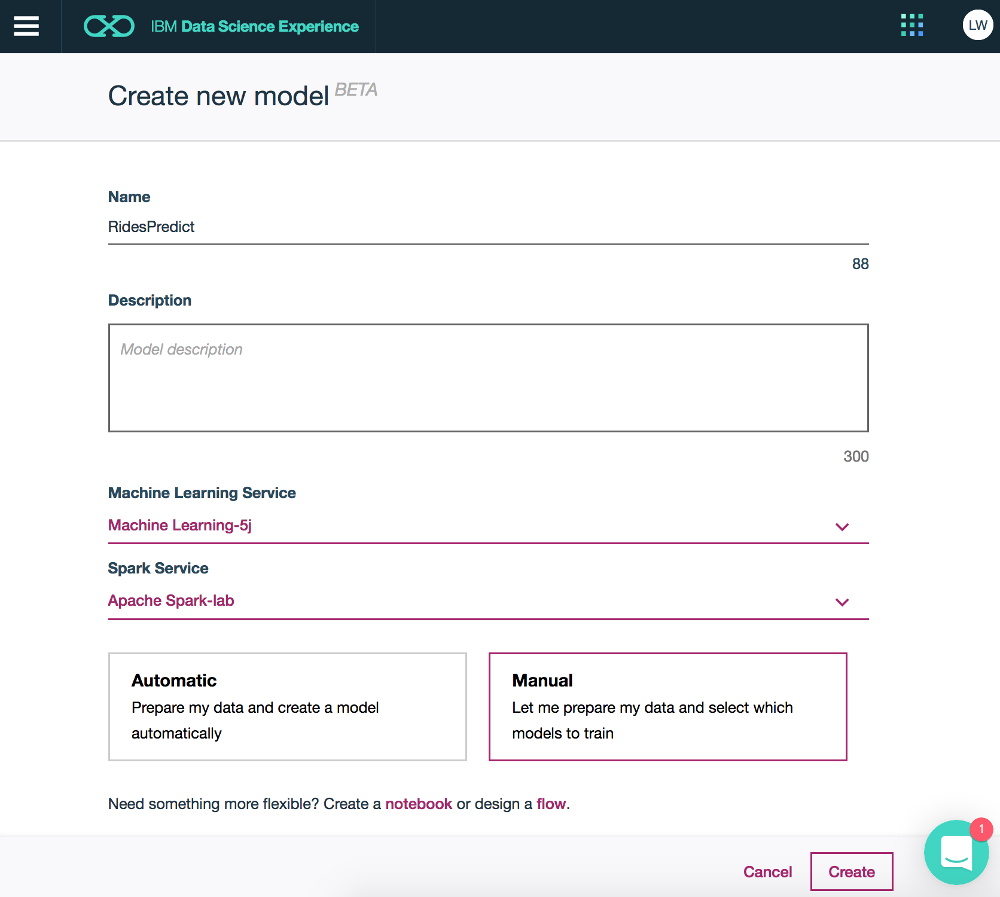 IBM Data Science Experience
LW
Create new model BETA
Name
RidesPredict
88
Description
Model description
300
Machine Learning Service
Machine Learning-5j
Spark Service
Apache Spark-lab
Automatic
Prepare my data and create a model
automatically
Manual
Let me prepare my data and select which
models to train
Need something more flexible? Create a notebook or design a flow.
1
Cancel
Create